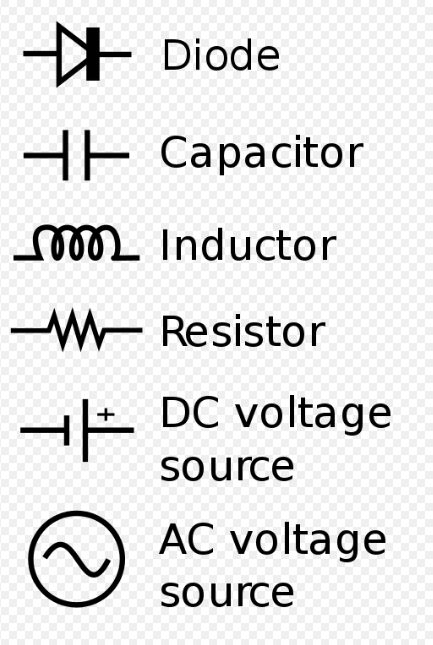 Diode
Capacitor
Inductor
Resistor
+
DC voltage
source
AC voltage
source